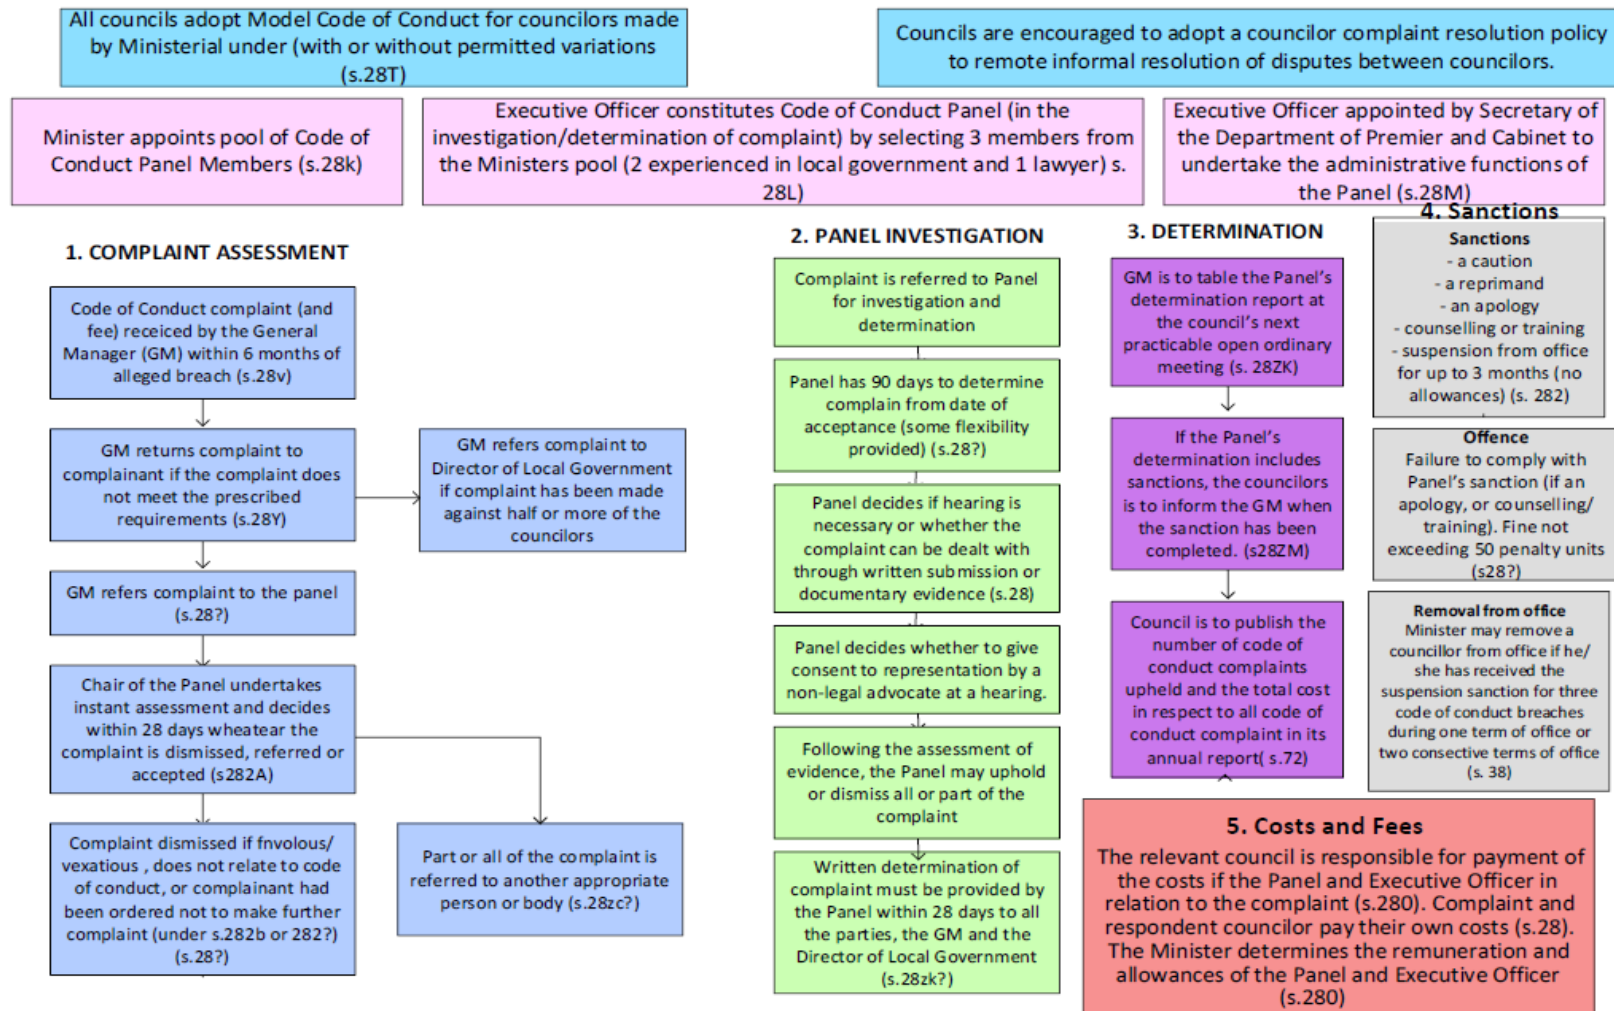 All councils adopt Model Code of Conduct for councilors made
by Ministerial under (with or without permitted variations
(s.28T)
Councils are encouraged to adopt a councilor complaint resolution policy
to remote informal resolution of disputes between councilors.
Minister appoints pool of Code of
Conduct Panel Members (s.28k)
Executive Officer constitutes Code of Conduct Panel (in the
investigation/determination of complaint) by selecting 3 members from
the Ministers pool (2 experienced in local government and 1 lawyer) s.
28L)
Executive Officer appointed by Secretary of
the Department of Premier and Cabinet to
undertake the administrative functions of
the Panel (s.28M)
1. COMPLAINT ASSESSMENT
Code of Conduct complaint (and
fee) receiced by the General
Manager (GM) within 6 months of
alleged breach (s.28v)
GM returns complaint to
complainant if the complaint does
not meet the prescribed
requirements (s.28Y)
GM refers complaint to
Director of Local Government
if complaint has been made
against half or more of the
councilors
GM refers complaint to the panel
(s.28?)
Chair of the Panel undertakes
instant assessment and decides
within 28 days wheatear the
complaint is dismissed, referred or
accepted (s282A)
Complaint dismissed if fnvolous/
vexatious , does not relate to code
of conduct, or complainant had
been ordered not to make further
complaint (under s.282b or 282?)
(s.28?)
Part or all of the complaint is
referred to another appropriate
person or body (s.28zc?)
2. PANEL INVESTIGATION
Complaint is referred to Panel
for investigation and
determination
Panel has 90 days to determine
complain from date of
acceptance (some flexibility
provided) (s.28?)
Panel decides if hearing is
necessary or whether the
complaint can be dealt with
through written submission or
documentary evidence (s.28)
Panel decides whether to give
consent to representation by a
non-legal advocate at a hearing.
Following the assessment of
evidence, the Panel may uphold
or dismiss all or part of the
complaint
Written determination of
complaint must be provided by
the Panel within 28 days to all
the parties, the GM and the
Director of Local Government
(s.28zk?)
3. DETERMINATION
GM is to table the Panel's
determination report at
the council's next
practicable open ordinary
meeting (s. 28ZK)
If the Panel's
determination includes
sanctions, the councilors
is to inform the GM when
the sanction has been
completed. (s28ZM)
Council is to publish the
number of code of
conduct complaints
upheld and the total cost
in respect to all code of
conduct complaint in its
annual report( s.72)
4. Sanctions
Sanctions
- a caution
- a reprimand
- an apology
- counselling or training
- suspension from office
for up to 3 months (no
allowances) (s. 282)
Offence
Failure to comply with
Panel's sanction (if an
apology, or counselling/
training). Fine not
exceeding 50 penalty units
(s28?)
Removal from office
Minister may remove a
councillor from office if he/
she has received the
suspension sanction for three
code of conduct breaches
during one term of office or
two consective terms of office
(s. 38)
5. Costs and Fees
The relevant council is responsible for payment of
the costs if the Panel and Executive Officer in
relation to the complaint (s.280). Complaint and
respondent councilor pay their own costs (s.28).
The Minister determines the remuneration and
allowances of the Panel and Executive Officer
(s.280)